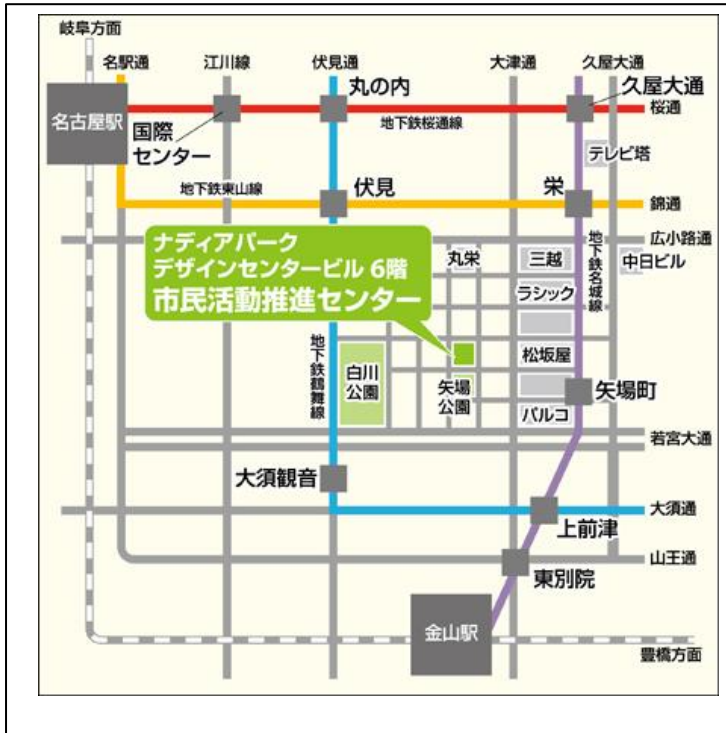 岐阜方面
名駅通
江川線
伏見通
大津通
久屋大通
名古屋駅
国際
センター
丸の内
久屋大通
桜通
地下鉄桜通線
テレビ塔
地下鉄東山線
伏見
栄
錦通
広小路通
ナディアパーク
デザインセンタービル 6階
市民活動推進センター
丸栄
三越
地下鉄名城線
中日ビル
ラシック
地下鉄鶴舞線
白川
公園
松坂屋
矢場
公園
矢場町
パルコ
若宮大通
大須観音
大須通
上前津
山王通
東別院
金山駅
豊橋方面